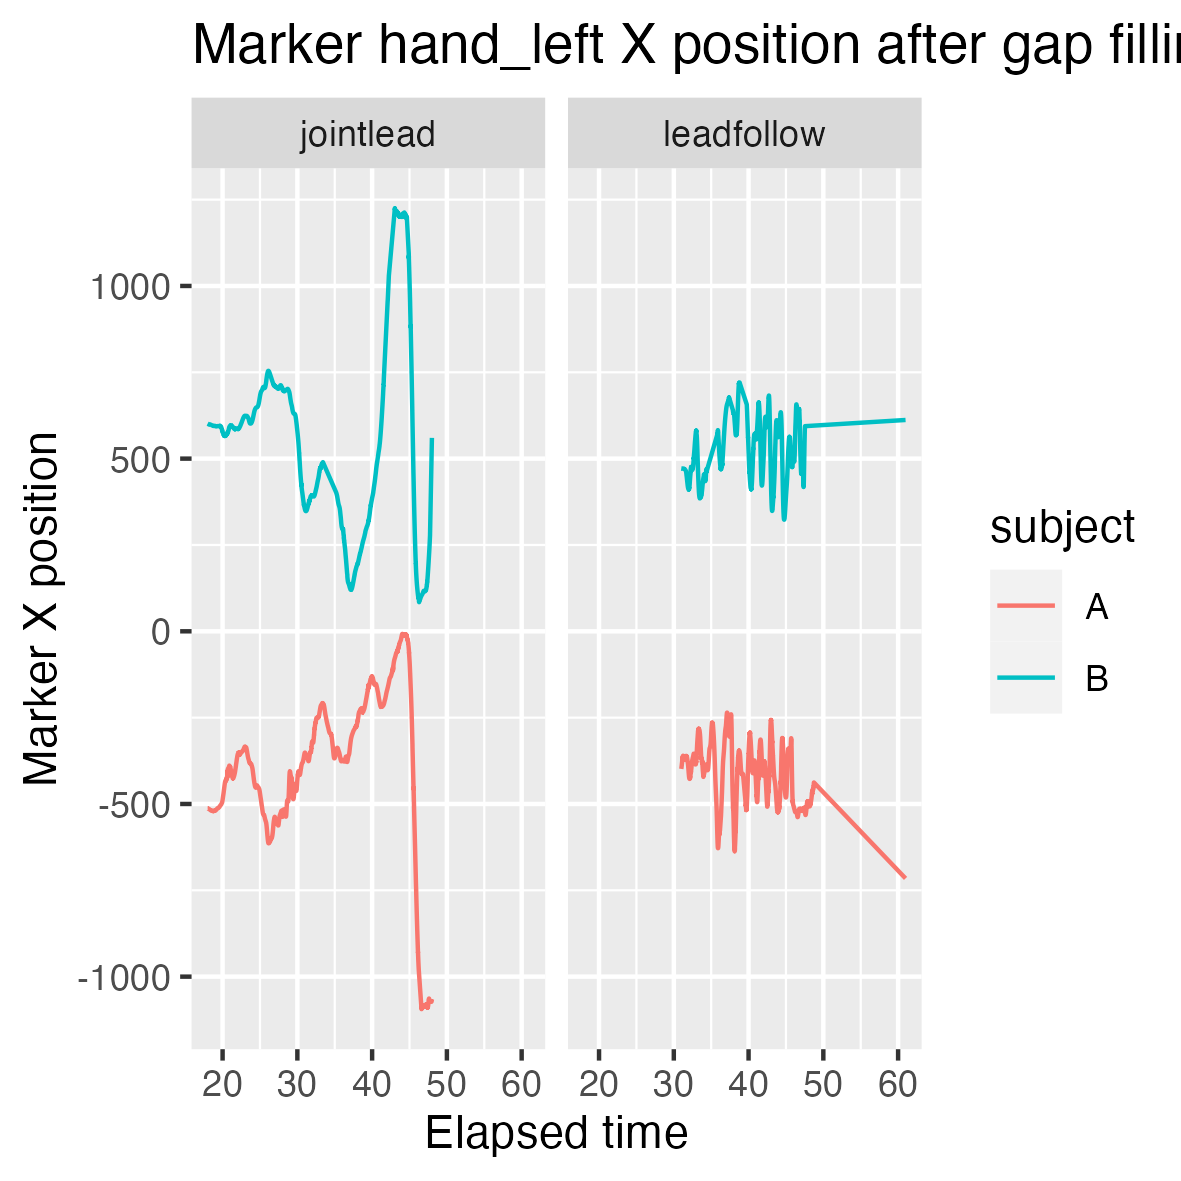 Marker hand_left X position after gap filli
jointlead
leadfollow
Marker X position
1000
500
0
-500
-1000
20 30 40 50 60
20 30 40 50 60
Elapsed time
subject
A
B